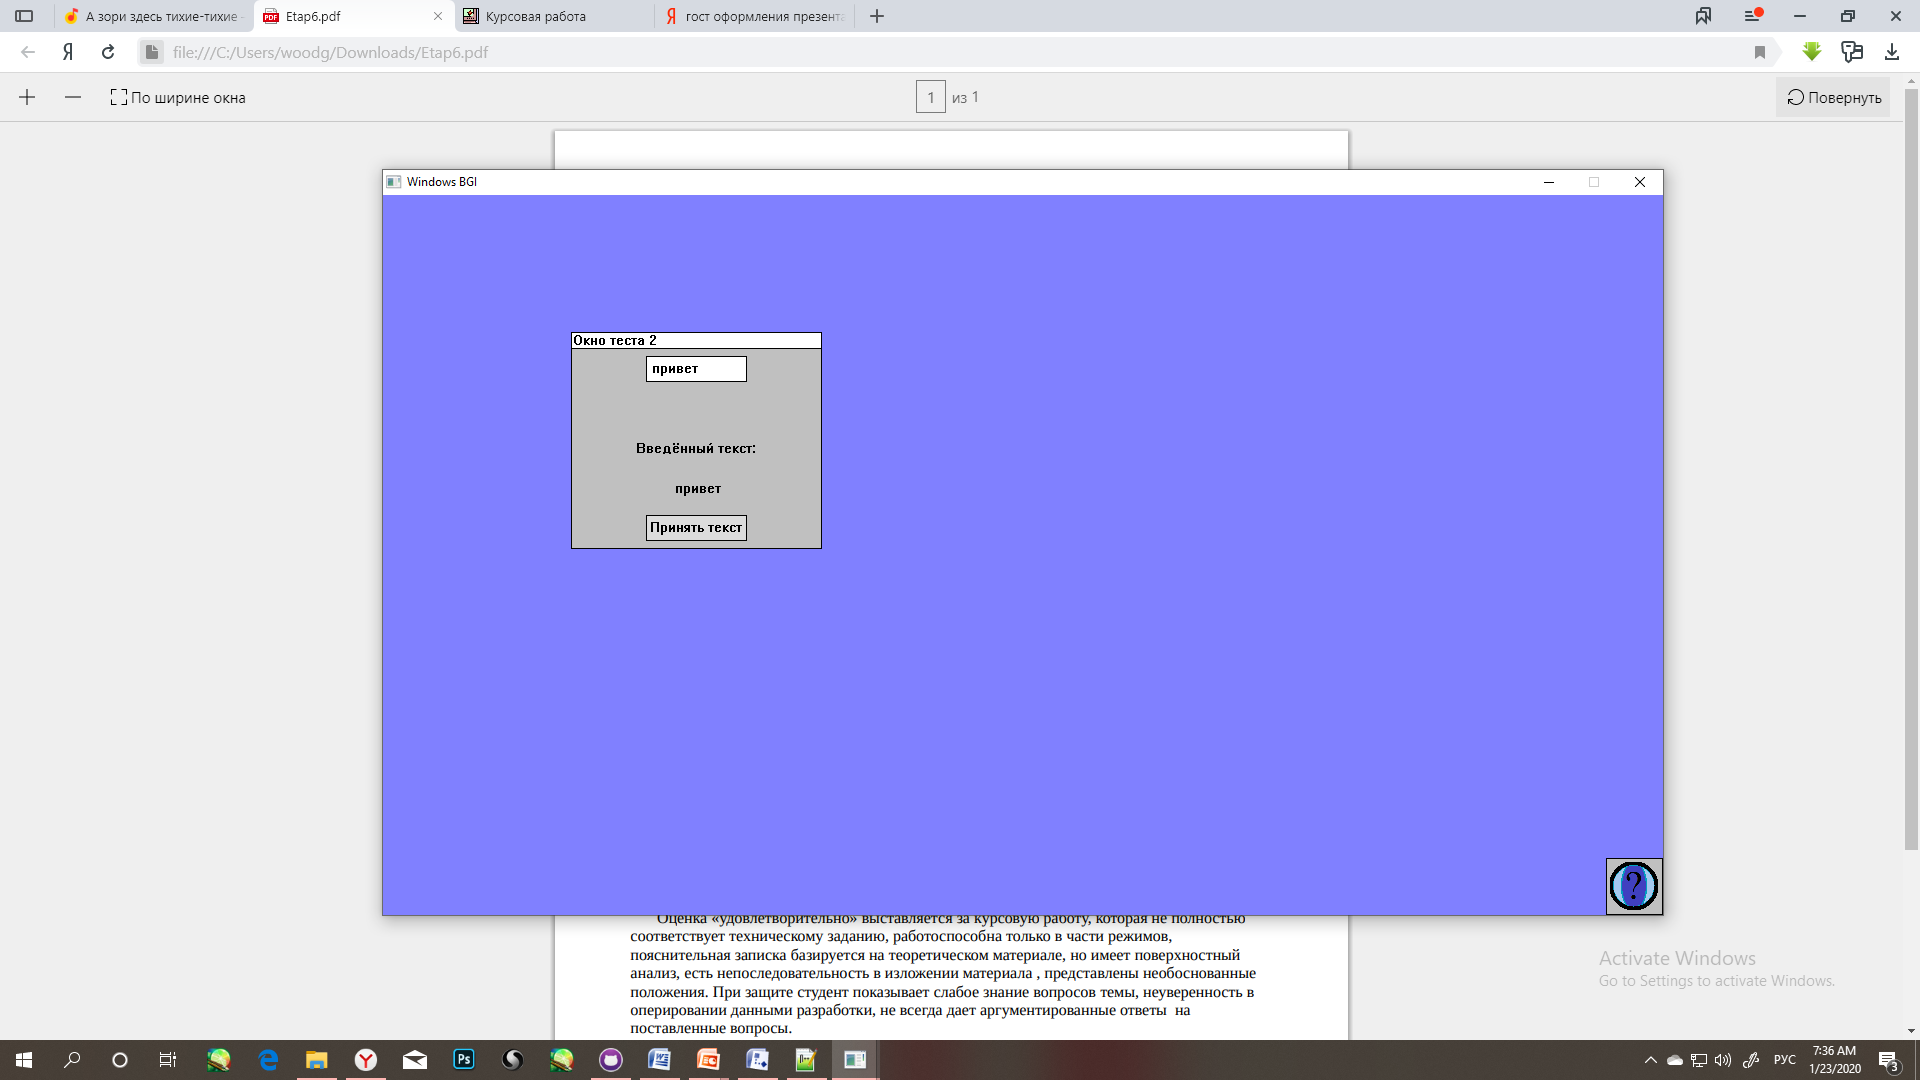 А зори здесь тихие-тихие -
Etap6.pdf
Курсовая работа
Я гост оформления презента
Я
file:///C:/Users/woodg/Downloads/Etap6.pdf
По ширине окна
1 из 1
Повернуть
Windows BGI
Окно теста 2
привет
Введённый текст:
привет
Принять текст
?
Оценка «удовлетворительно» выставляется за курсовую работу, которая не полностью
соответствует техническому заданию, работоспособна только в части режимов,
пояснительная записка базируется на теоретическом материале, но имеет поверхностный
анализ, есть непоследовательность в изложении материала , представлены необоснованные
положения. При защите студент показывает слабое знание вопросов темы, неуверенность в
оперировании данными разработки, не всегда дает аргументированные ответы на
поставленные вопросы.
Activate Windows
Go to Settings to activate Windows.
Ps
РУС
7:36 AM
1/23/2020
3